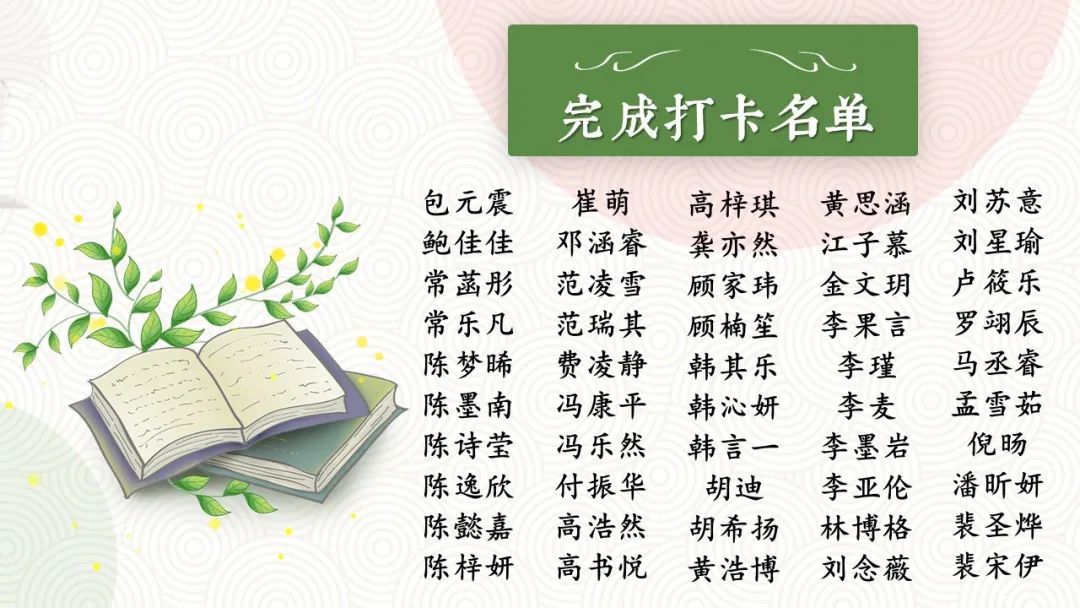 完成打卡名单
包元震 崔萌 高梓琪 黄思涵 刘苏意
鲍佳佳 邓涵睿 龚亦然 江子慕 刘星瑜
常菡彤 范凌雪 顾家玮 金文玥 卢筱乐
常乐凡 范瑞其 顾楠笙 李果言 罗翊辰
陈梦晞 费凌静 韩其乐 李瑾 马丞睿
陈墨南 冯康平 韩沁妍 李麦 孟雪茹
陈诗莹 冯乐然 韩言一 李墨岩 倪旸
陈逸欣 付振华 胡迪 李亚伦 潘昕妍
陈懿嘉 高浩然 胡希扬 林博格 裴圣烨
陈梓妍 高书悦 黄浩博 刘念薇 裴宋伊